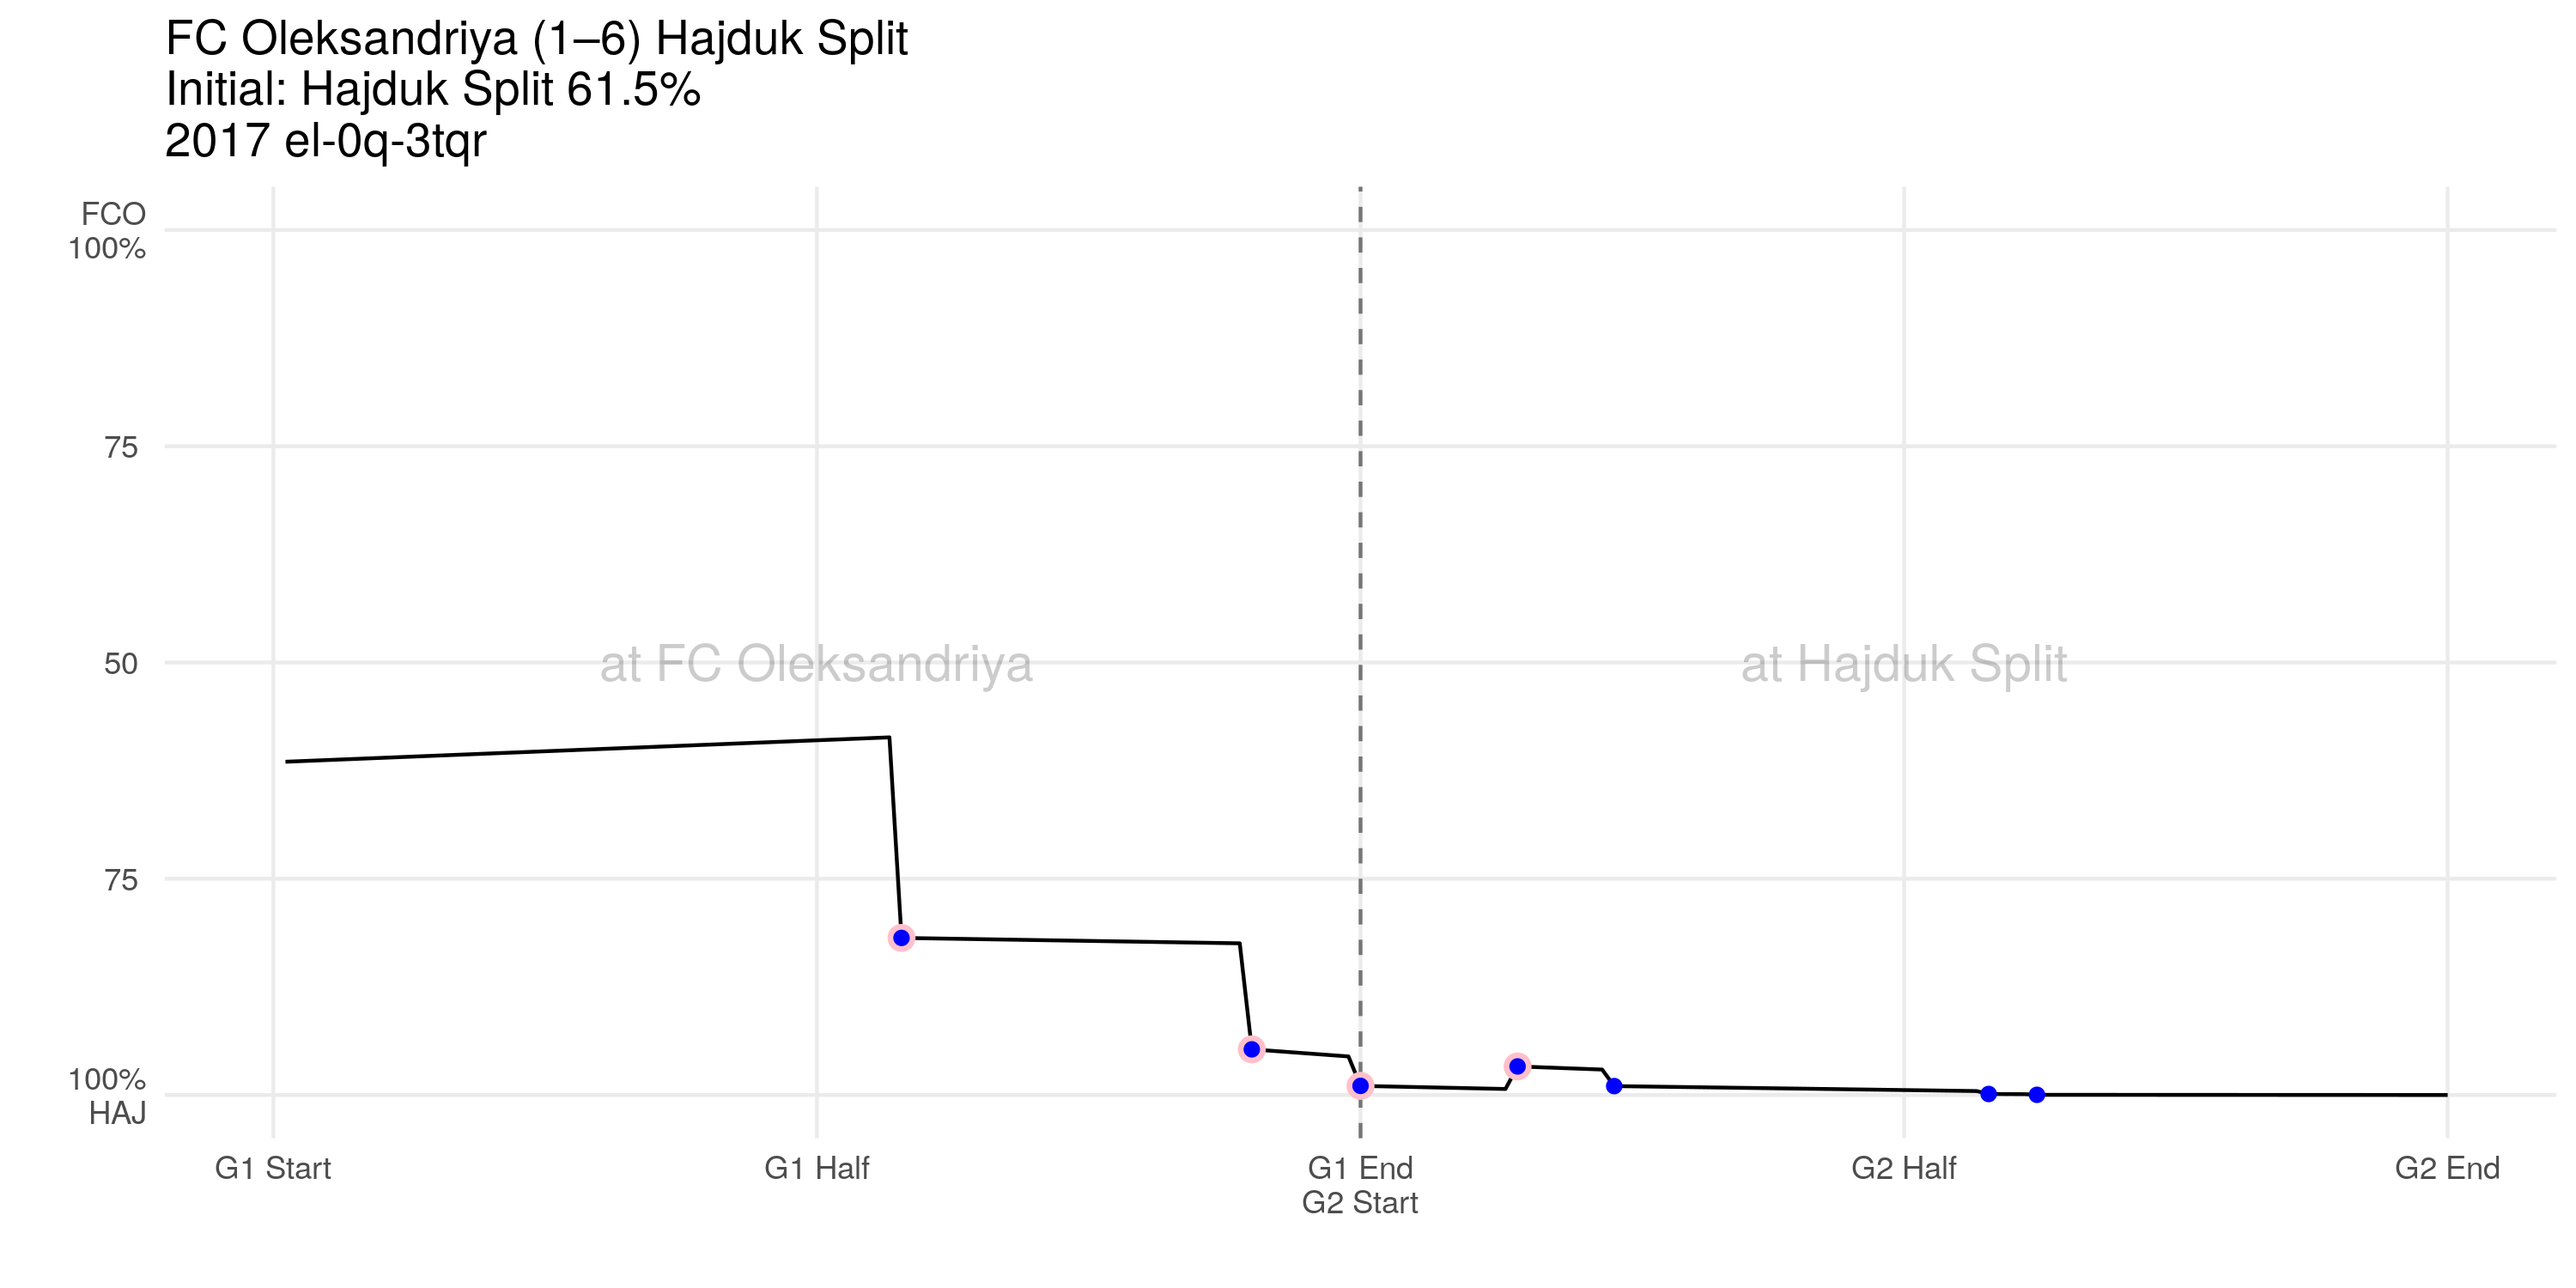 FC Oleksandriya (1–6) Hajduk Split
Initial: Hajduk Split 61.5%
2017 el-0q-3tqr
FCO
100%
75
50
75
100%
HAJ
at FC Oleksandriya
at Hajduk Split
G1 Start
G1 Half
G1 End
G2 Start
G2 Half
G2 End